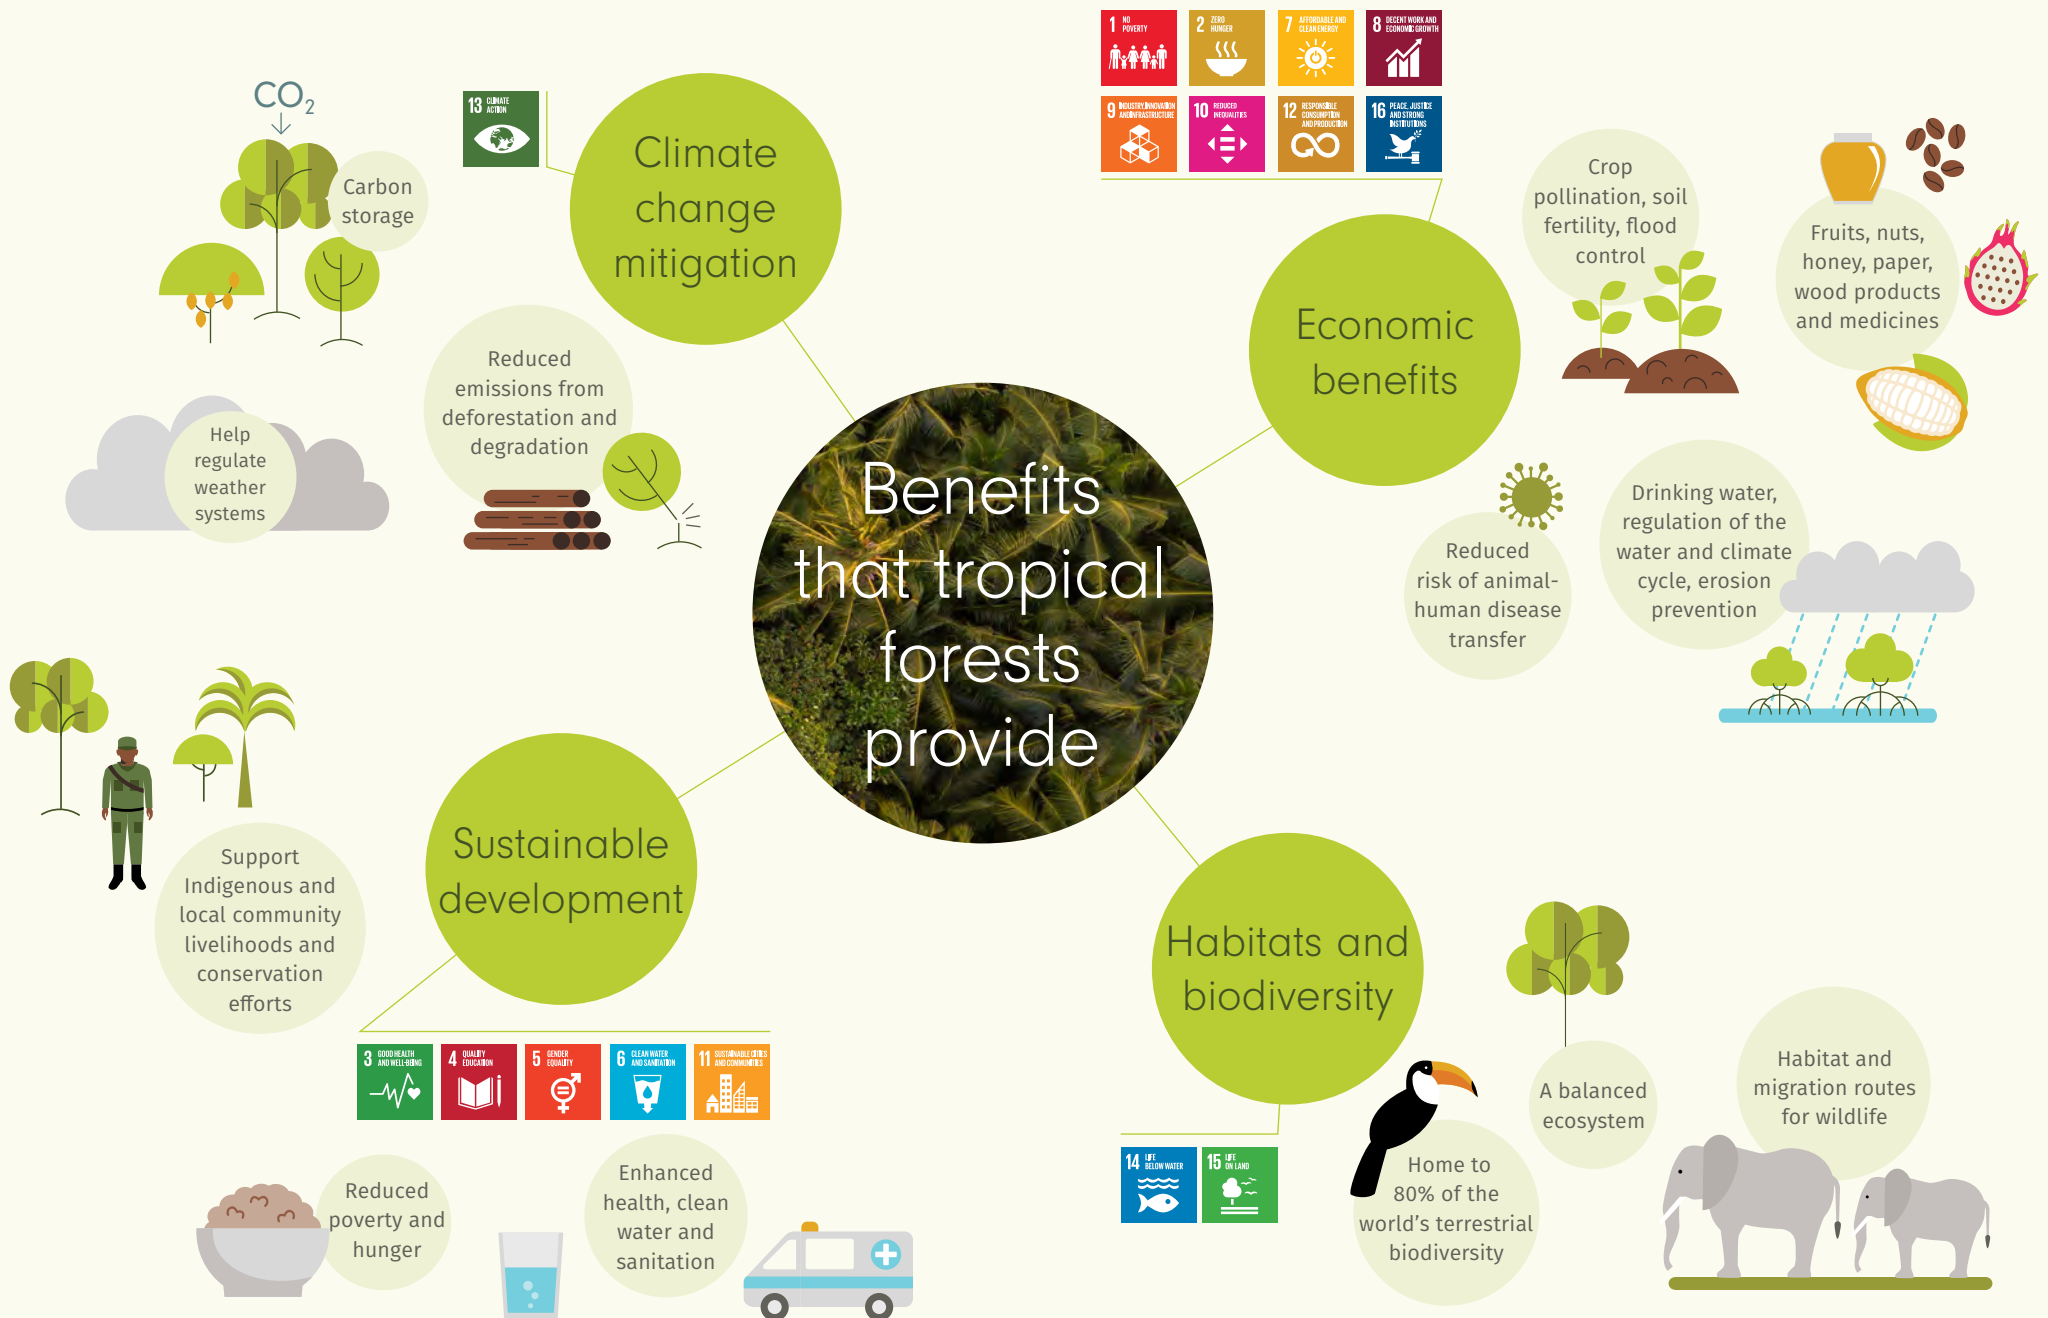 Benefits
that tropical
forests
provide
CO2
Carbon
storage
13 CLIMATE
ACTION
Climate
change
mitigation
Reduced
emissions from
deforestation and
degradation
Help
regulate
weather
systems
1 NO
POVERTY
2 ZERO
HUNGER
7 AFFORDABLE AND
CLEAN ENERGY
8 DECENT WORK AND
ECONOMIC GROWTH
9 INDUSTRY, INNOVATION
AND INFRASTRUCTURE
10 REDUCED
INEQUALITIES
12 RESPONSIBLE
CONSUMPTION
AND PRODUCTION
16 PEACE, JUSTICE
AND STRONG
INSTITUTIONS
Economic
benefits
Crop
pollination, soil
fertility, flood
control
Fruits, nuts,
honey, paper,
wood products
and medicines
Reduced
risk of animal-
human disease
transfer
Drinking water,
regulation of the
water and climate
cycle, erosion
prevention
Sustainable
development
Support
Indigenous and
local community
livelihoods and
conservation
efforts
3 GOOD HEALTH
AND WELL-BEING
4 QUALITY
EDUCATION
5 GENDER
EQUALITY
6 CLEAN WATER
AND SANITATION
11 SUSTAINABLE CITIES
AND COMMUNITIES
Reduced
poverty and
hunger
Enhanced
health, clean
water and
sanitation
Habitats and
biodiversity
14 LIFE
BELOW WATER
15 LIFE
ON LAND
Home to
80% of the
world's terrestrial
biodiversity
A balanced
ecosystem
Habitat and
migration routes
for wildlife